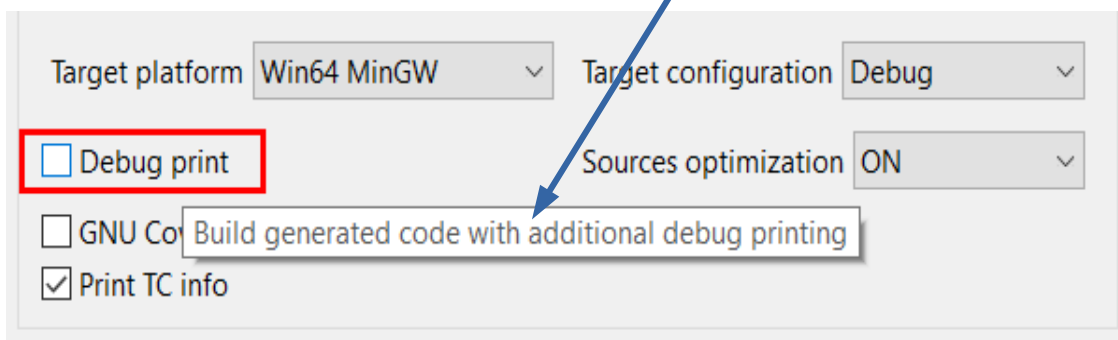 Target platform Win64 MinGW Target configuration Debug
Debug print Sources optimization ON
GNU Co
Build generated code with additional debug printing
Print TC info